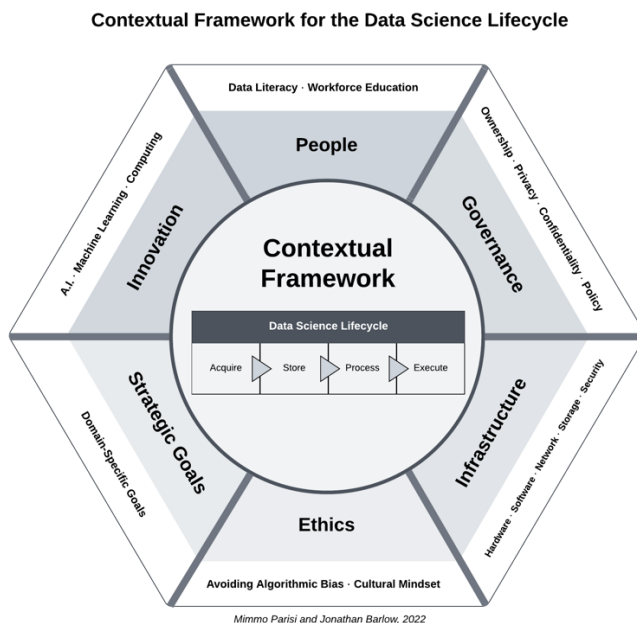 Contextual Framework for the Data Science Lifecycle
Data Literacy · Workforce Education
People
Ownership · Privacy · Confidentiality · Policy
Governance
A.I. · Machine Learning · Computing
Innovation
Contextual
Framework
Data Science Lifecycle
Acquire
Store
Process
Execute
Strategic Goals
Domain-Specific Goals
Infrastructure
Hardware · Software · Network · Storage · Security
Ethics
Avoiding Algorithmic Bias · Cultural Mindset
Mimmo Parisi and Jonathan Barlow, 2022